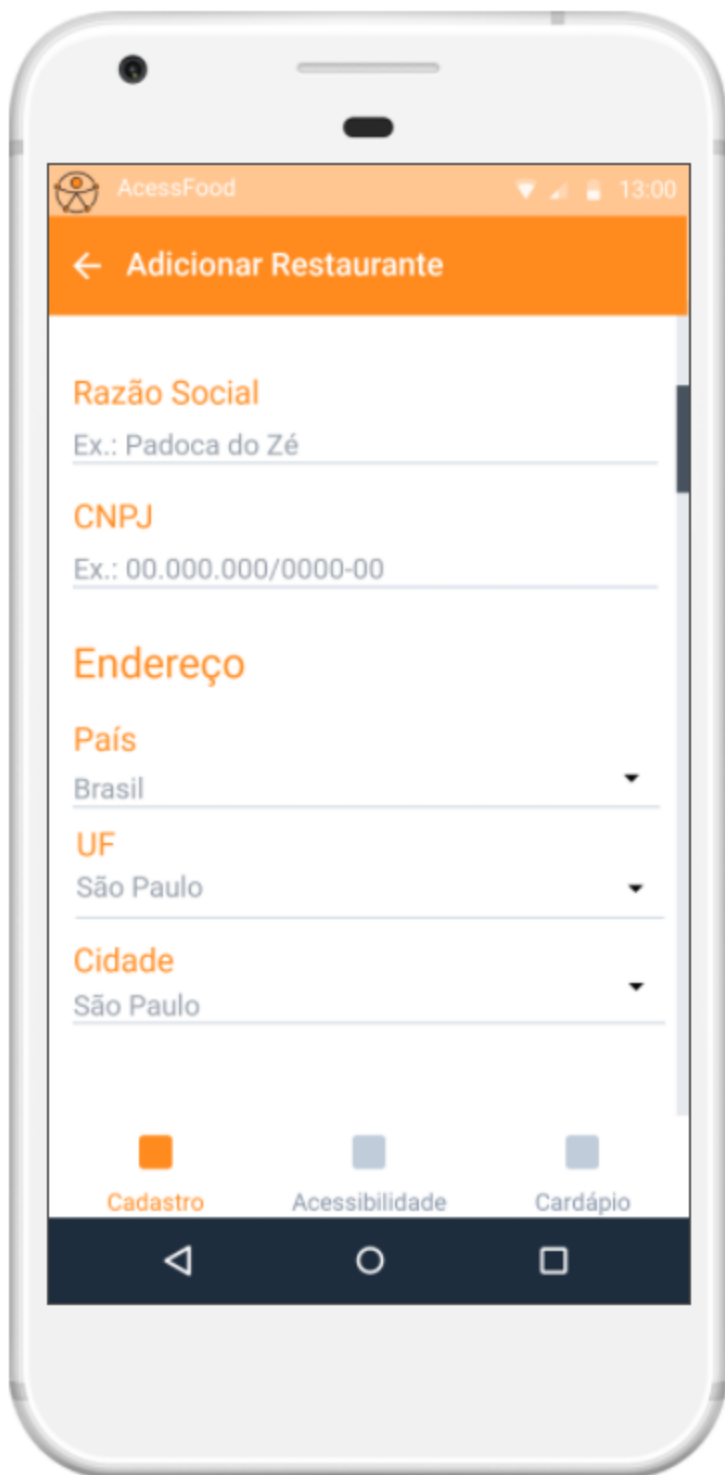 AcessFood 13:00
Adicionar Restaurante
Razão Social
Ex.: Padoca do Zé
CNPJ
Ex.: 00.000.000/0000-00
Endereço
País
Brasil
UF
São Paulo
Cidade
São Paulo
Cadastro Acessibilidade Cardápio